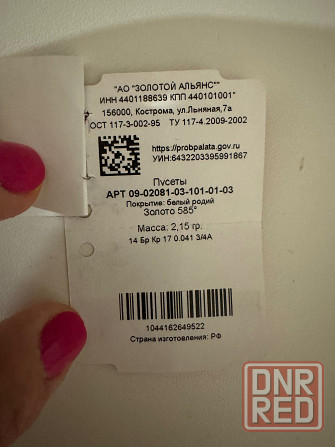 "АО "ЗОЛОТОЙ АЛЬЯНС""
ИНН 4401188639 КПП 440101001"
156000, Кострома, ул.Льняная,7а
ОСТ 117-3-002-95 ТУ 117-4.2009-2002
https://probpalata.gov.ru
УИН:6432203395991867
Пусеты
АРТ 09-02081-03-101-01-03
Покрытие: белый родий
Золото 585°
Масса: 2,15 гр.
14 Бр Кр 17 0.041 3/4А
1044162649522
Страна изготовления: РФ
DNR
RED